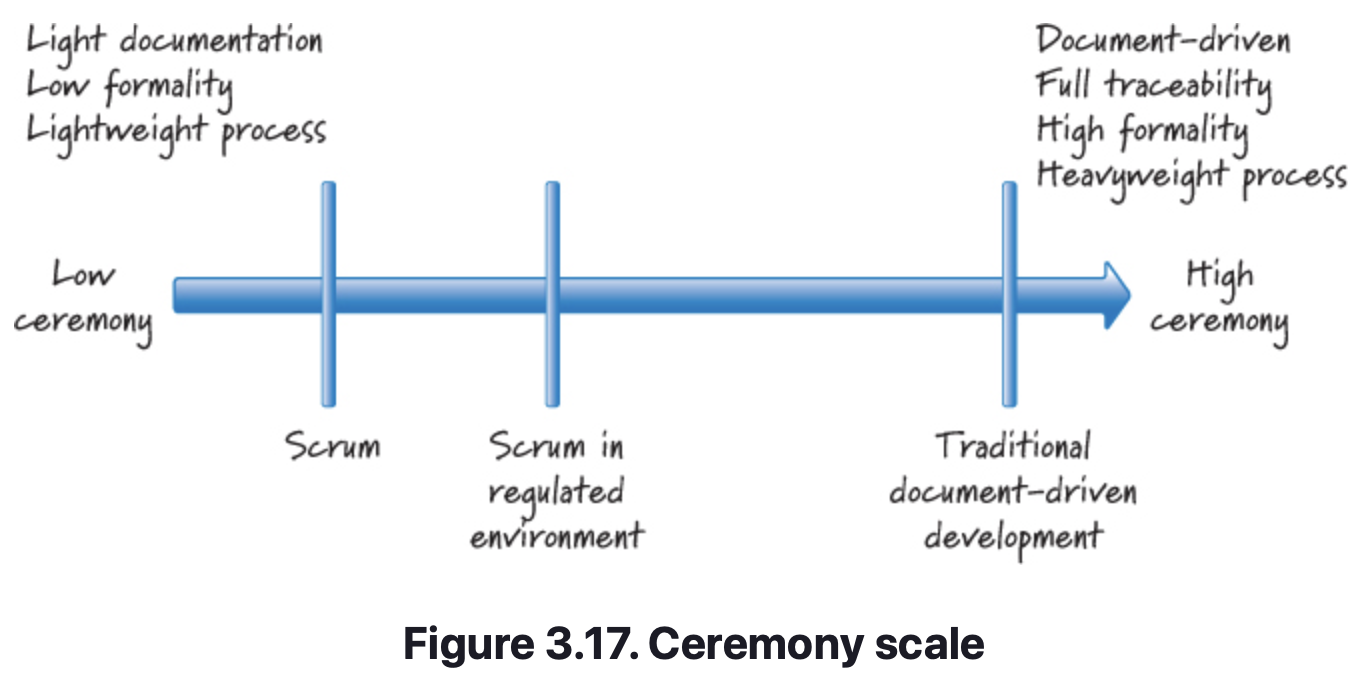 Light documentation
Low formality
Lightweight process
Document-driven
Full traceability
High formality
Heavyweight process
Low
ceremony
High
ceremony
Scrum
Scrum in
regulated
environment
Traditional
document-driven
development
Figure 3.17. Ceremony scale